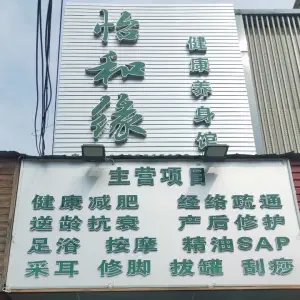 怡和缘
健康养身馆
主营项目
健康减肥 经络疏通
逆龄抗衰 产后修护
足浴 按摩 精油SAP
采耳 修脚 拔罐 刮痧